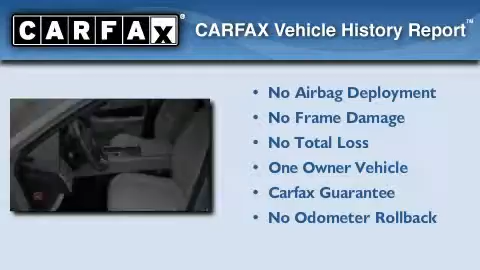 CARFAX® CARFAX Vehicle History Report™
• No Airbag Deployment
• No Frame Damage
• No Total Loss
• One Owner Vehicle
• Carfax Guarantee
• No Odometer Rollback